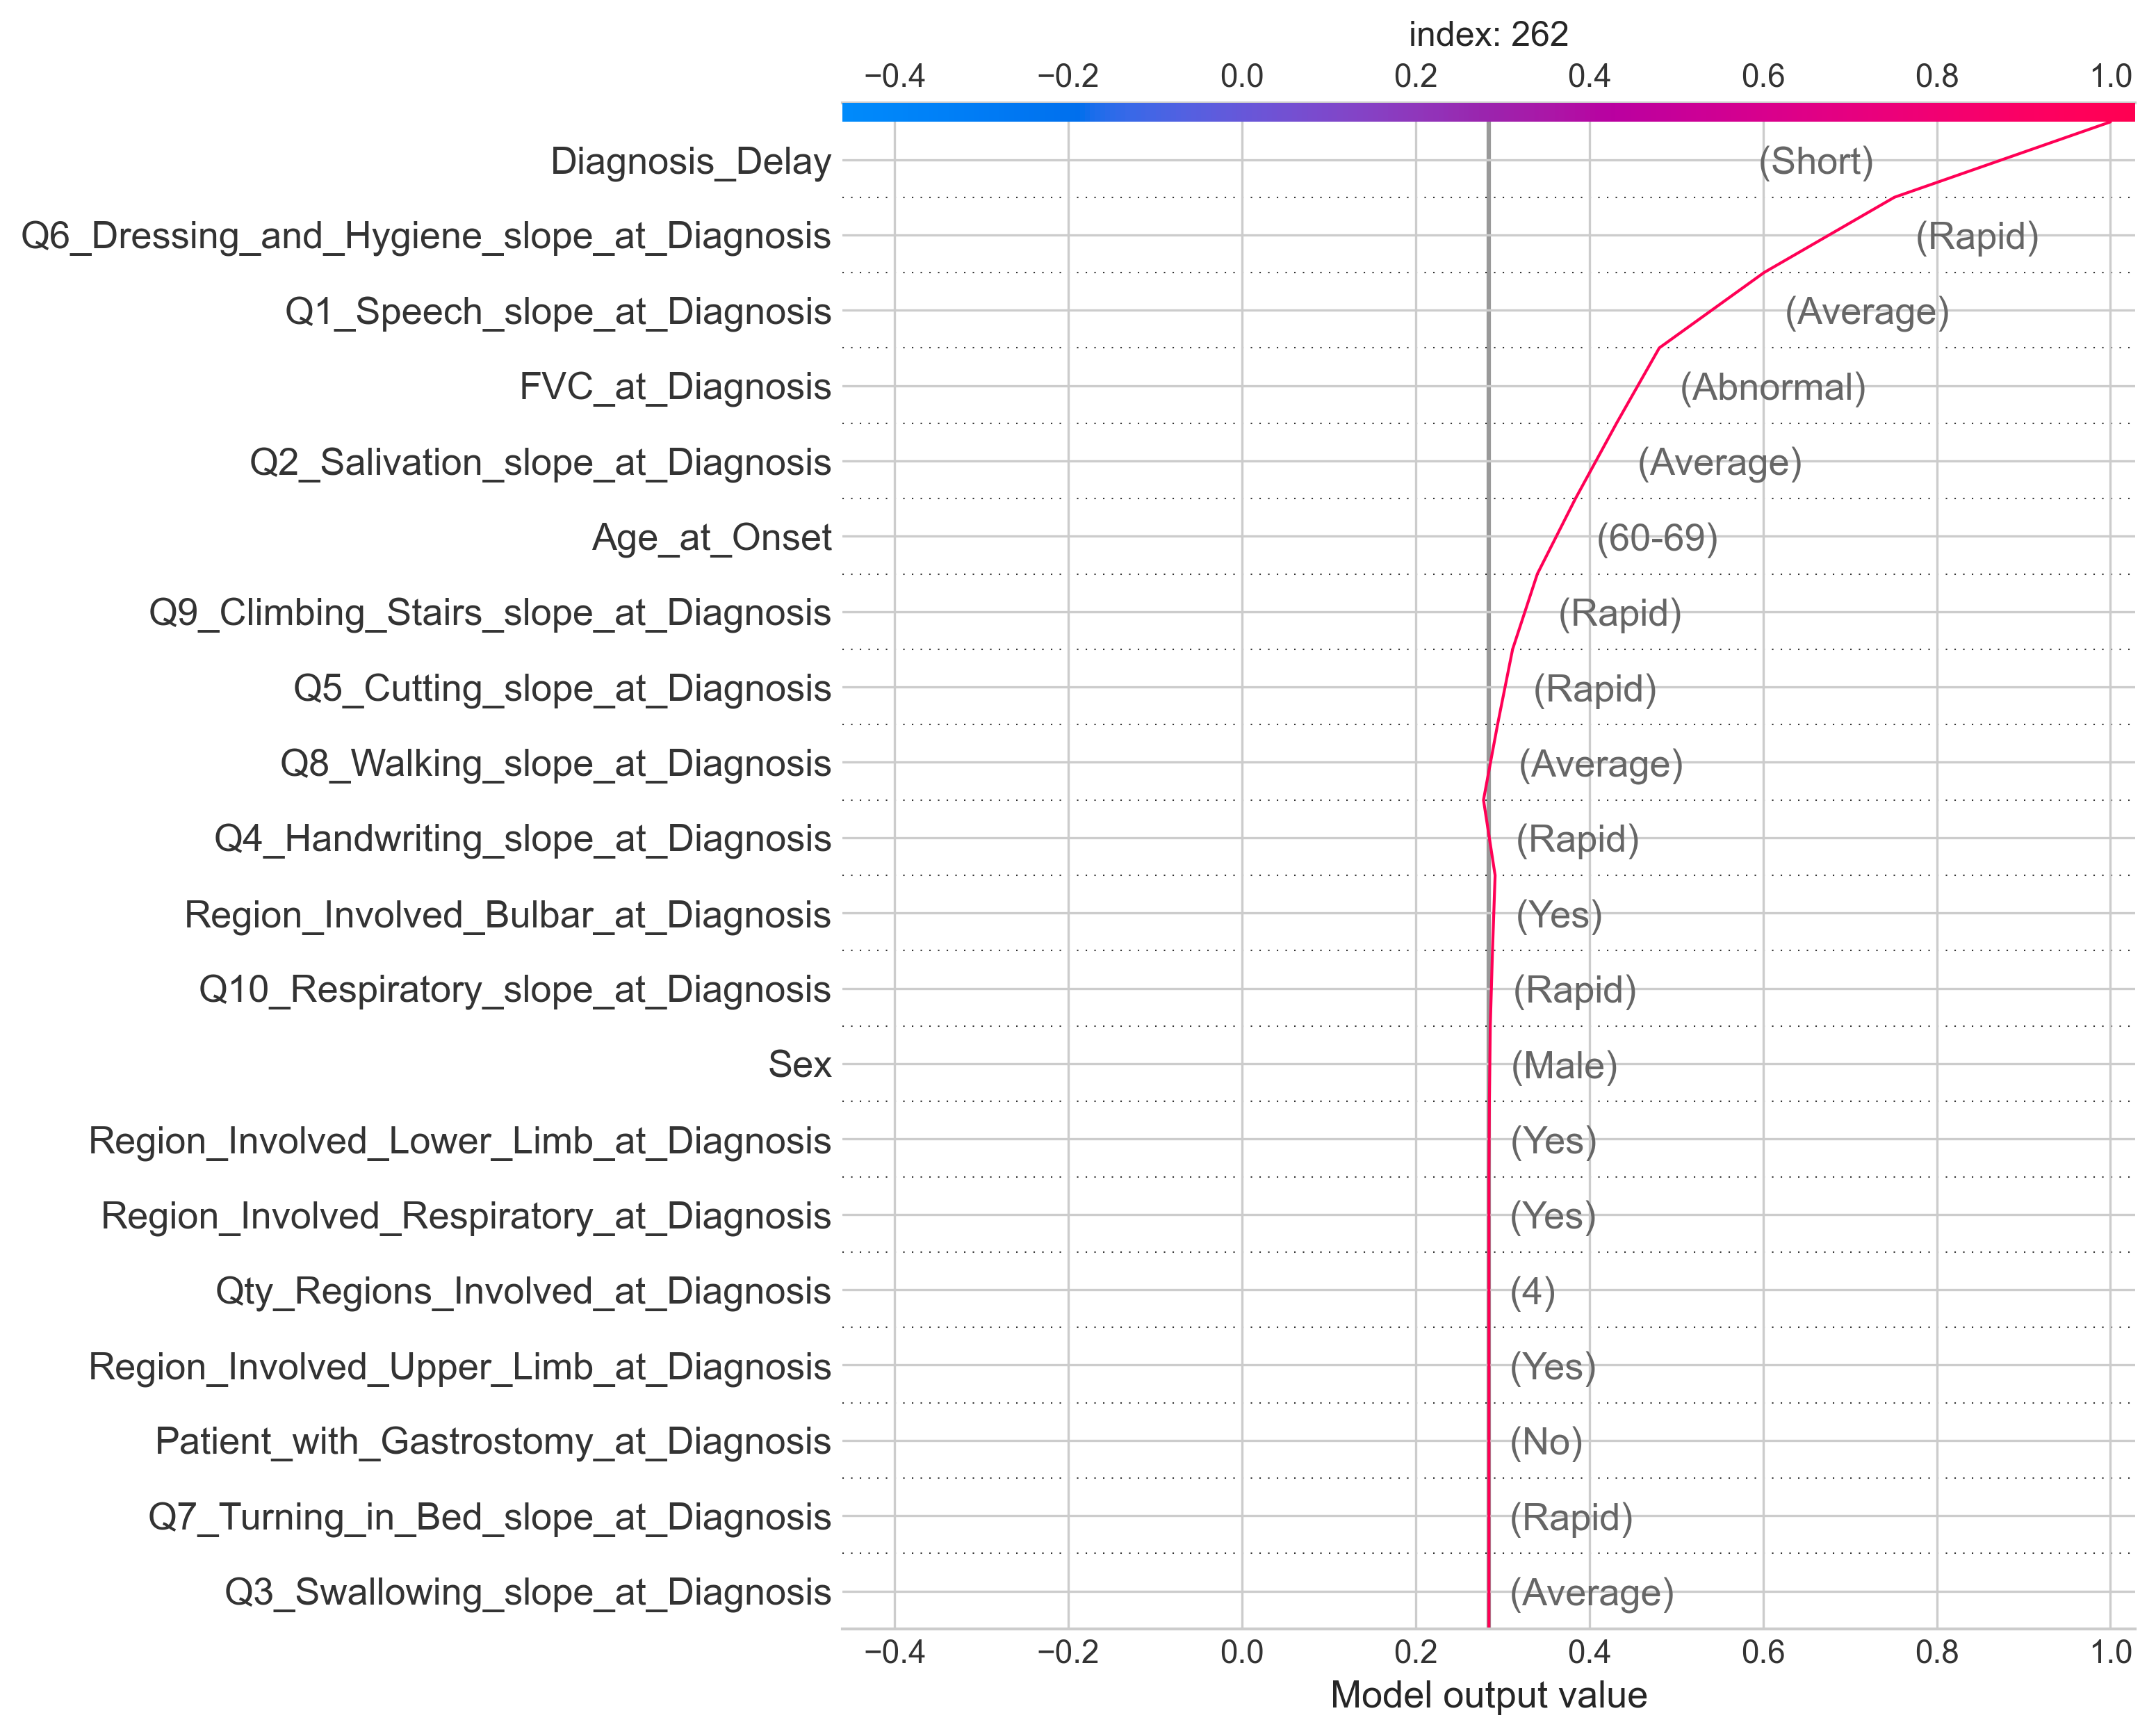 index: 262
−0.4 −0.2 0.0 0.2 0.4 0.6 0.8 1.0
Diagnosis_Delay (Short)
Q6_Dressing_and_Hygiene_slope_at_Diagnosis (Rapid)
Q1_Speech_slope_at_Diagnosis (Average)
FVC_at_Diagnosis (Abnormal)
Q2_Salivation_slope_at_Diagnosis (Average)
Age_at_Onset (60-69)
Q9_Climbing_Stairs_slope_at_Diagnosis (Rapid)
Q5_Cutting_slope_at_Diagnosis (Rapid)
Q8_Walking_slope_at_Diagnosis (Average)
Q4_Handwriting_slope_at_Diagnosis (Rapid)
Region_Involved_Bulbar_at_Diagnosis (Yes)
Q10_Respiratory_slope_at_Diagnosis (Rapid)
Sex (Male)
Region_Involved_Lower_Limb_at_Diagnosis (Yes)
Region_Involved_Respiratory_at_Diagnosis (Yes)
Qty_Regions_Involved_at_Diagnosis (4)
Region_Involved_Upper_Limb_at_Diagnosis (Yes)
Patient_with_Gastrostomy_at_Diagnosis (No)
Q7_Turning_in_Bed_slope_at_Diagnosis (Rapid)
Q3_Swallowing_slope_at_Diagnosis (Average)
−0.4 −0.2 0.0 0.2 0.4 0.6 0.8 1.0
Model output value